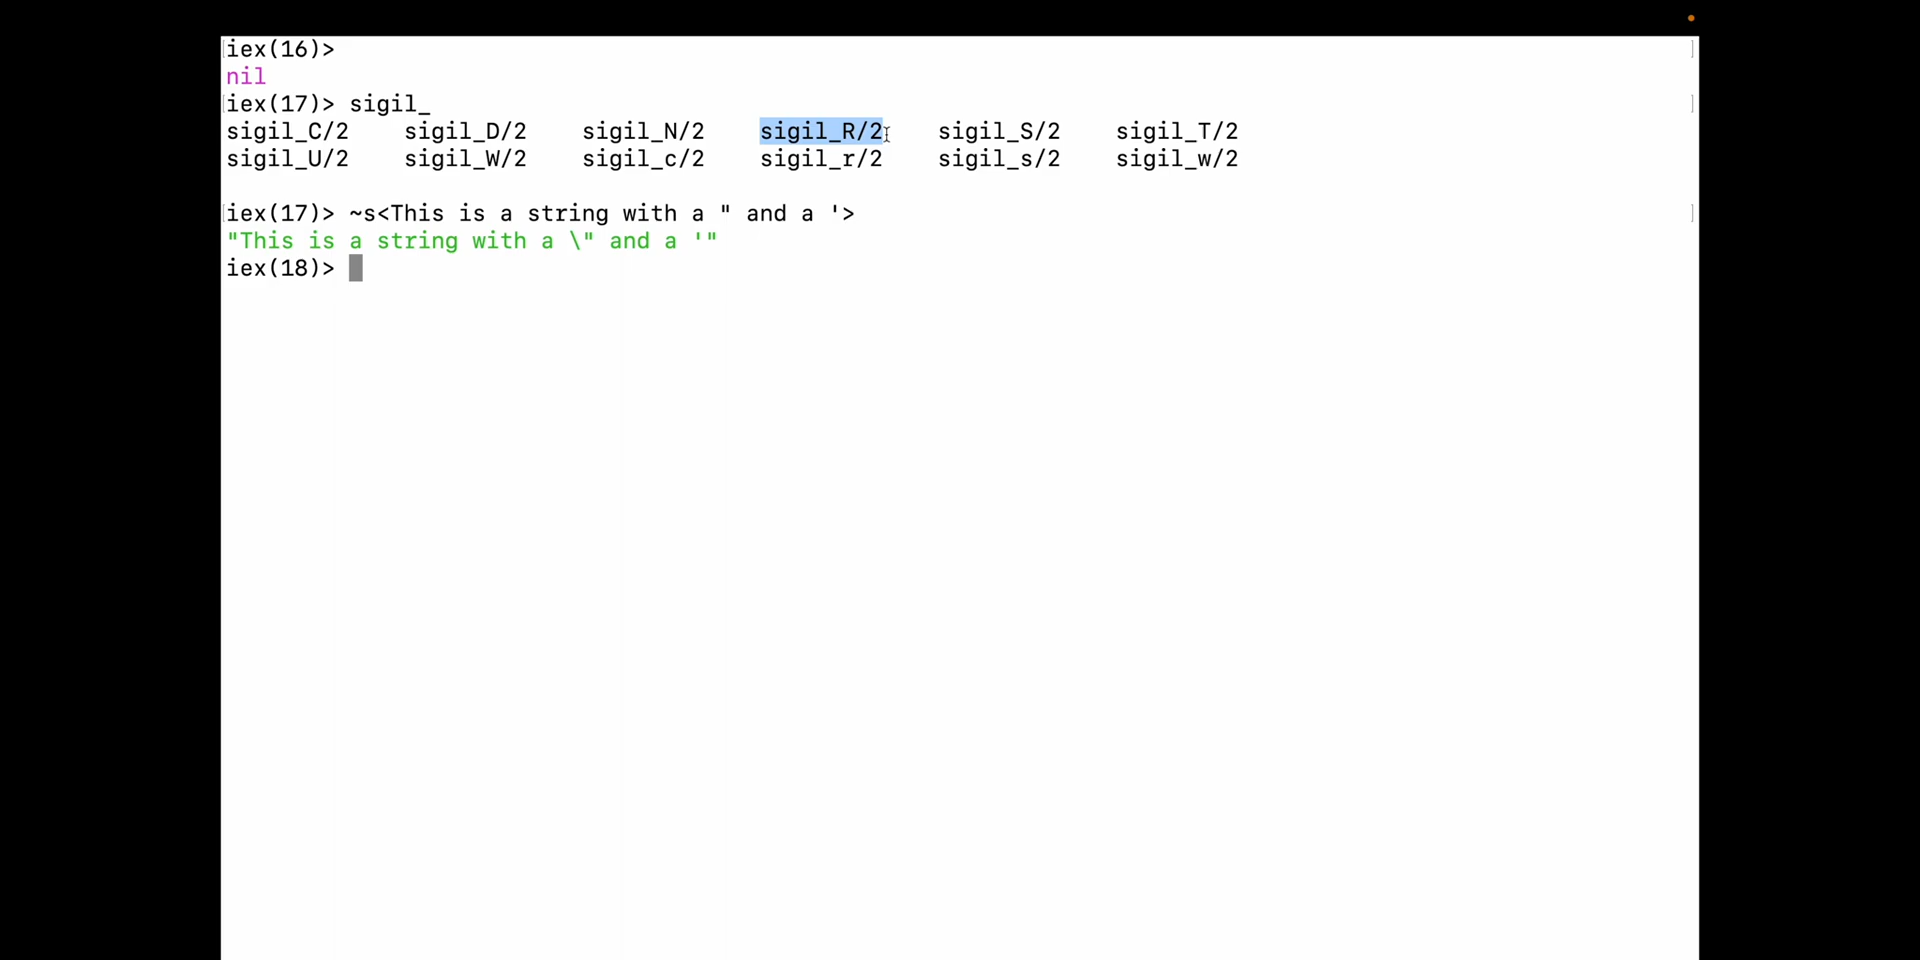 iex(16)>
nil
iex(17)> sigil_
sigil_C/2    sigil_D/2    sigil_N/2    sigil_R/2    sigil_S/2    sigil_T/2
sigil_U/2    sigil_W/2    sigil_c/2    sigil_r/2    sigil_s/2    sigil_w/2
iex(17)> ~s<This is a string with a " and a '>
"This is a string with a \" and a '"
iex(18)>